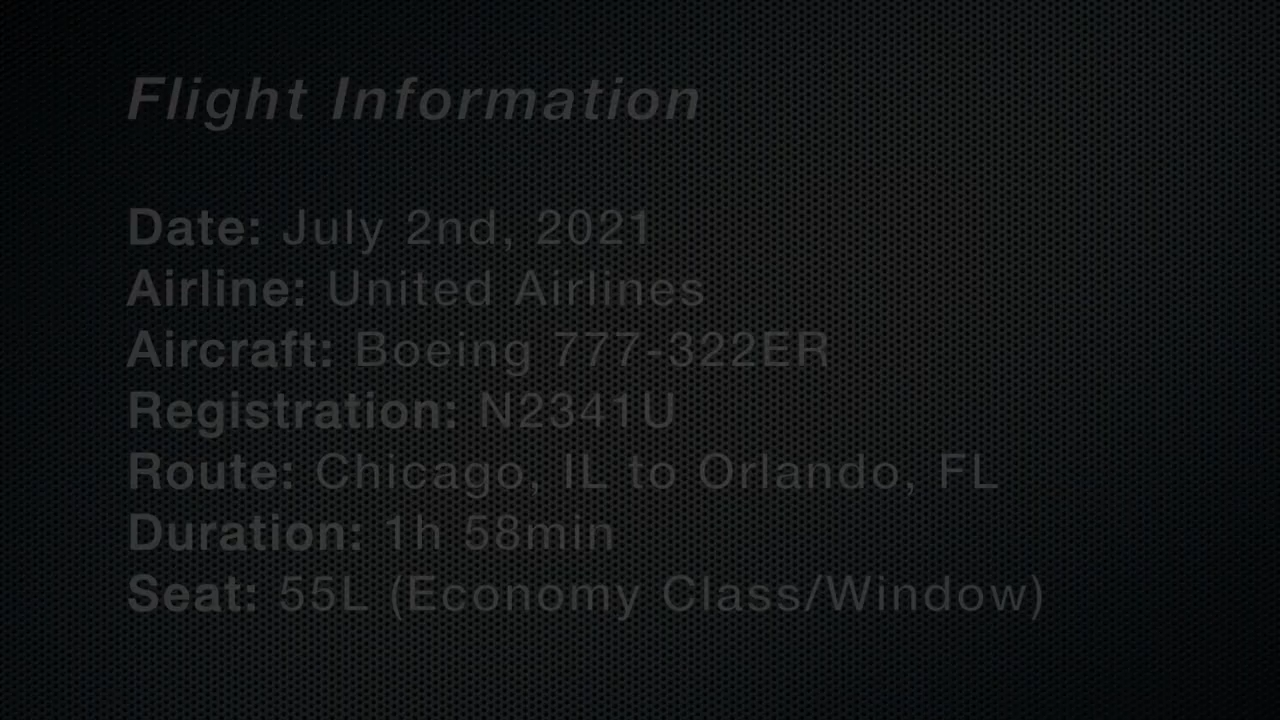 Flight Information
Date: July 2nd, 2021
Airline: United Airlines
Aircraft: Boeing 777-322ER
Registration: N2341U
Route: Chicago, IL to Orlando, FL
Duration: 1h 58min
Seat: 55L (Economy Class/Window)